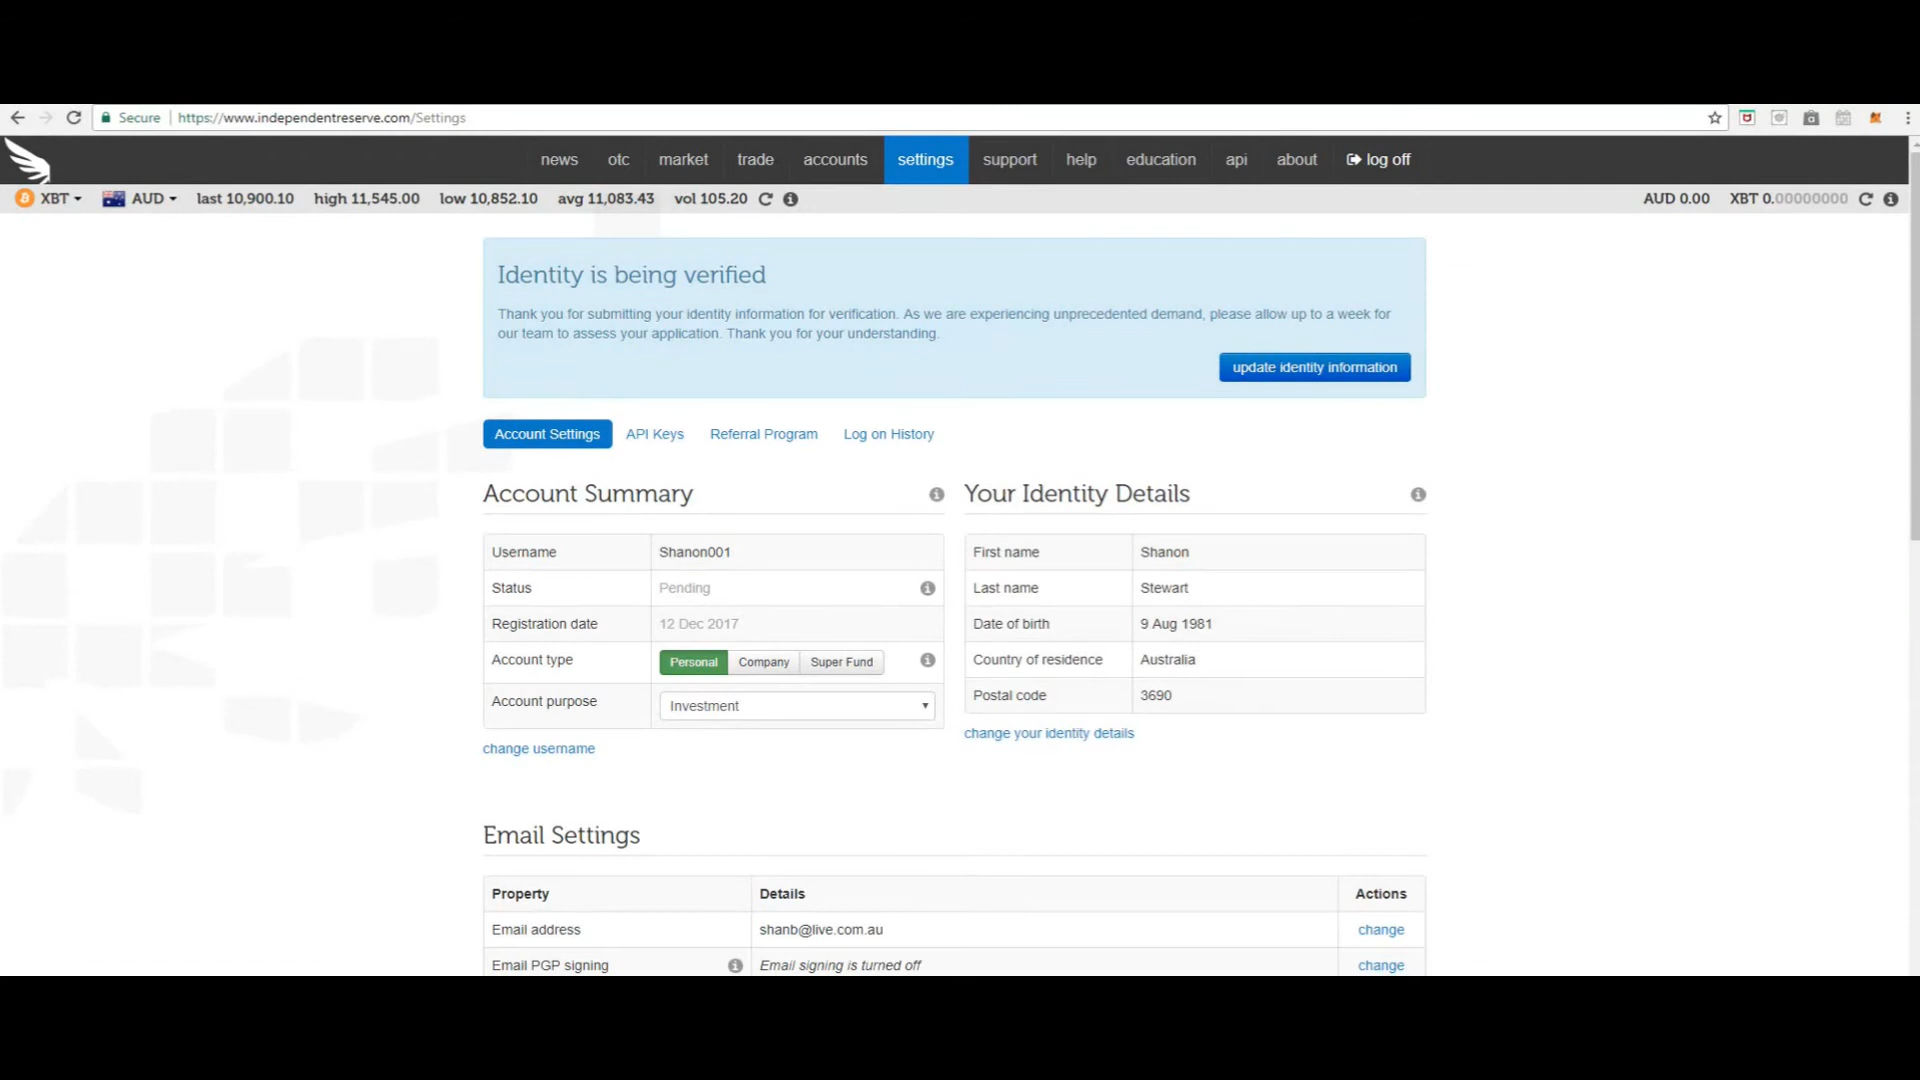 Secure | https://www.independentreserve.com/Settings
news otc market trade accounts settings support help education api about log off
XBT AUD last 10,900.10 high 11,545.00 low 10,852.10 avg 11,083.43 vol 105.20 AUD 0.00 XBT 0.00000000
Identity is being verified
Thank you for submitting your identity information for verification. As we are experiencing unprecedented demand, please allow up to a week for
our team to assess your application. Thank you for your understanding.
update identity information
Account Settings API Keys Referral Program Log on History
Account Summary
Username Shanon001
Status Pending
Registration date 12 Dec 2017
Account type Personal Company Super Fund
Account purpose Investment
change username
Your Identity Details
First name Shanon
Last name Stewart
Date of birth 9 Aug 1981
Country of residence Australia
Postal code 3690
change your identity details
Email Settings
Property Details Actions
Email address shanb@live.com.au change
Email PGP signing Email signing is turned off change